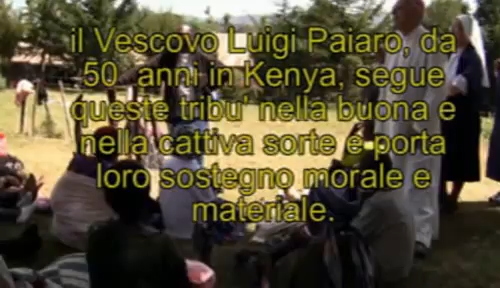 il Vescovo Luigi Paiaro, da
50 anni in Kenya, segue
queste tribu' nella buona e
nella cattiva sorte e porta
loro sostegno morale e
materiale.